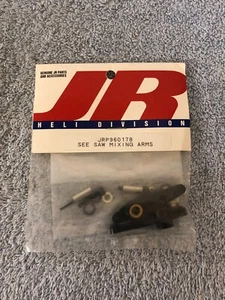 GENUINE JR PARTS
AND ACCESSORIES
JR
HELI DIVISION
JRP960178
SEE SAW MIXING ARMS